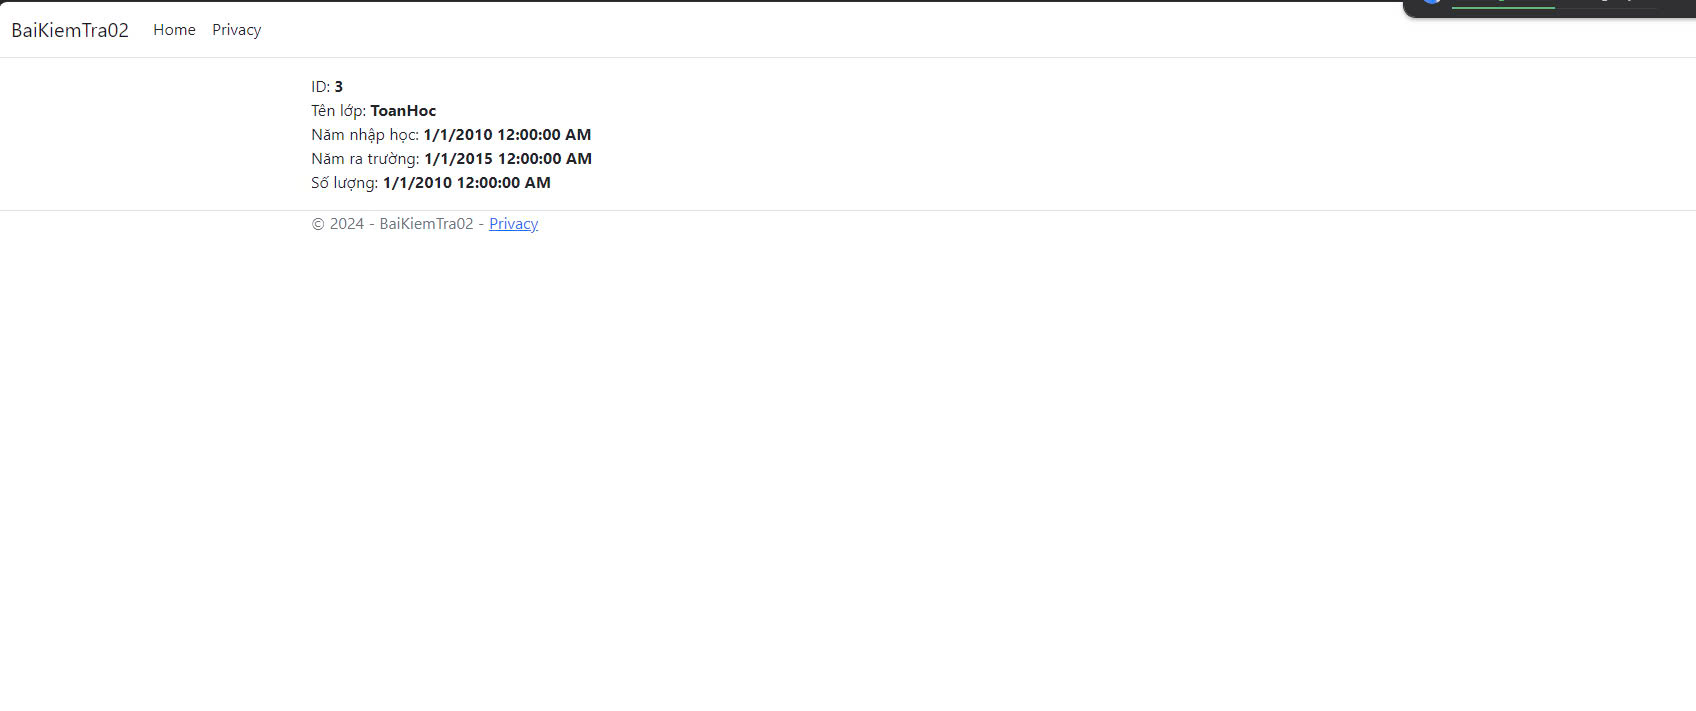 BaiKiemTra02 Home Privacy
ID: 3
Tên lớp: ToanHoc
Năm nhập học: 1/1/2010 12:00:00 AM
Năm ra trường: 1/1/2015 12:00:00 AM
Số lượng: 1/1/2010 12:00:00 AM
© 2024 - BaiKiemTra02 - Privacy